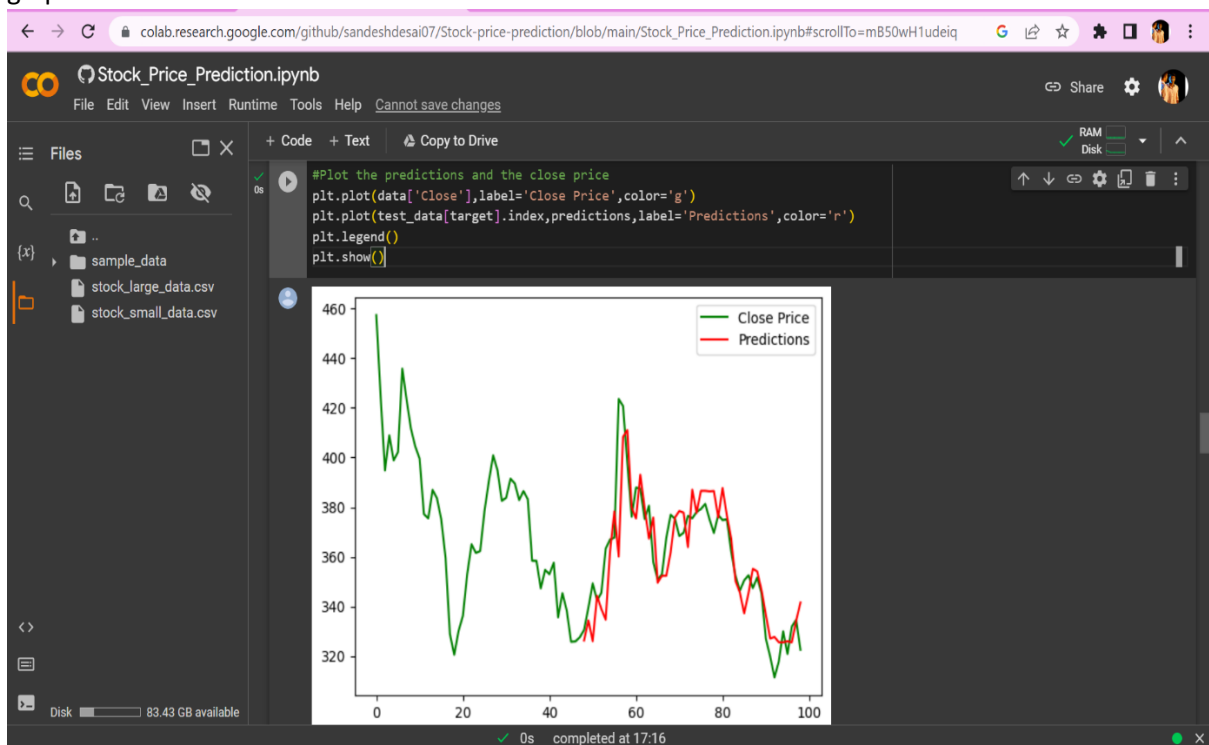 colab.research.google.com/github/sandeshdesai07/Stock-price-prediction/blob/main/Stock_Price_Prediction.ipynb#scrollTo=mB50wH1udeiq
Stock_Price_Prediction.ipynb
File Edit View Insert Runtime Tools Help Cannot save changes
Share
Files
+ Code + Text Copy to Drive
RAM
Disk
0s
#Plot the predictions and the close price
plt.plot(data['Close'],label='Close Price',color='g')
plt.plot(test_data[target].index,predictions,label='Predictions',color='r')
plt.legend()
plt.show()
..
{x}
sample_data
stock_large_data.csv
stock_small_data.csv
Close Price
Predictions
460
440
420
400
380
360
340
320
0 20 40 60 80 100
Disk 83.43 GB available
0s completed at 17:16